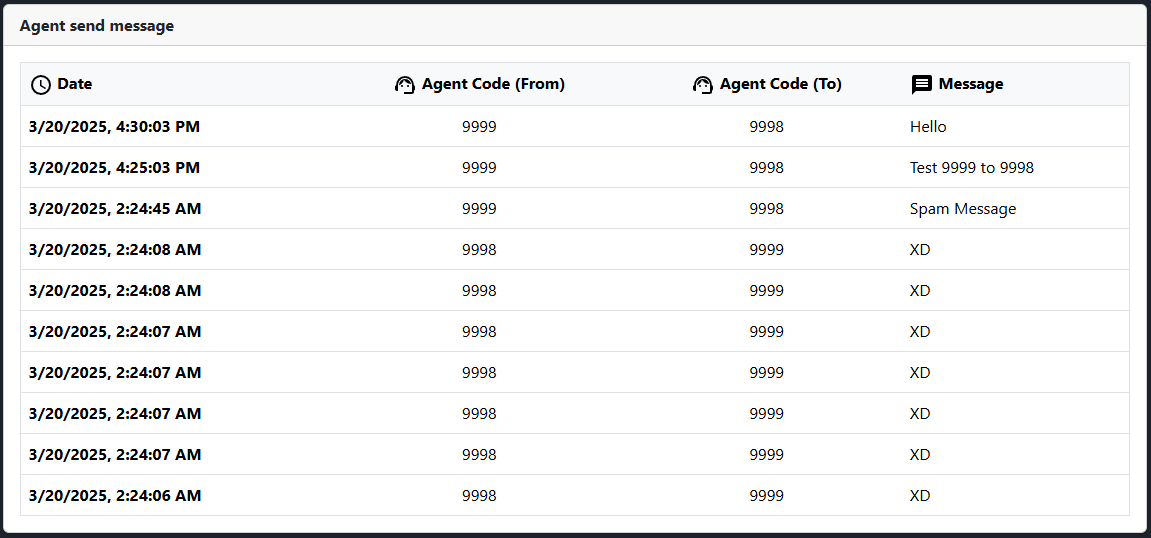 Agent send message
Date Agent Code (From) Agent Code (To) Message
3/20/2025, 4:30:03 PM 9999 9998 Hello
3/20/2025, 4:25:03 PM 9999 9998 Test 9999 to 9998
3/20/2025, 2:24:45 AM 9999 9998 Spam Message
3/20/2025, 2:24:08 AM 9998 9999 XD
3/20/2025, 2:24:08 AM 9998 9999 XD
3/20/2025, 2:24:07 AM 9998 9999 XD
3/20/2025, 2:24:07 AM 9998 9999 XD
3/20/2025, 2:24:07 AM 9998 9999 XD
3/20/2025, 2:24:07 AM 9998 9999 XD
3/20/2025, 2:24:06 AM 9998 9999 XD